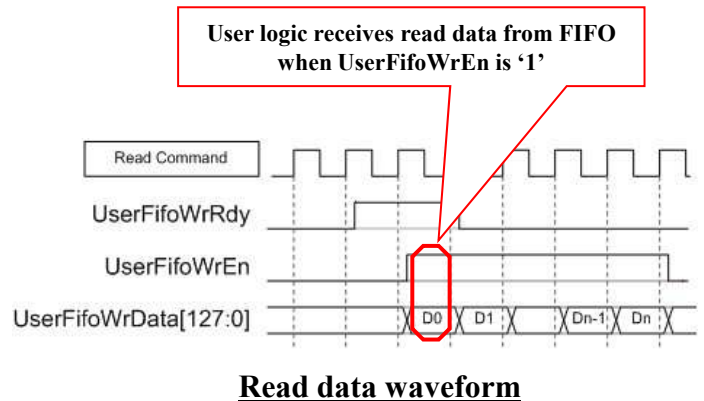 User logic receives read data from FIFO
when UserFifoWrEn is ‘1’
Read Command
UserFifoWrRdy
UserFifoWrEn
UserFifoWrData[127:0]
D0 D1 Dn-1 Dn
Read data waveform